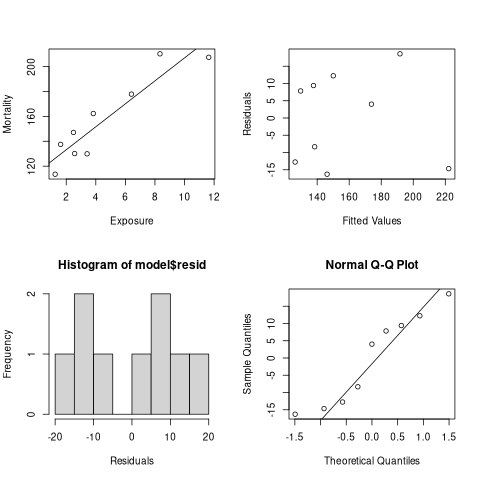 Mortality
120 160 200
2 4 6 8 10 12
Exposure
Residuals
-15 -5 0 5 10
140 160 180 200 220
Fitted Values
Histogram of model$resid
Frequency
0 1 2
-20 -10 0 10 20
Residuals
Normal Q-Q Plot
Sample Quantiles
-15 -5 0 5 10
-1.5 -0.5 0.0 0.5 1.0 1.5
Theoretical Quantiles